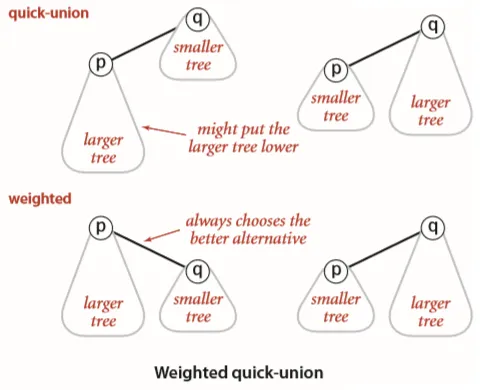 quick-union
q
smaller
tree
p
larger
tree
might put the
larger tree lower
q
p
smaller
tree
larger
tree
weighted
p
always chooses the
better alternative
q
larger
tree
smaller
tree
q
p
smaller
tree
larger
tree
Weighted quick-union